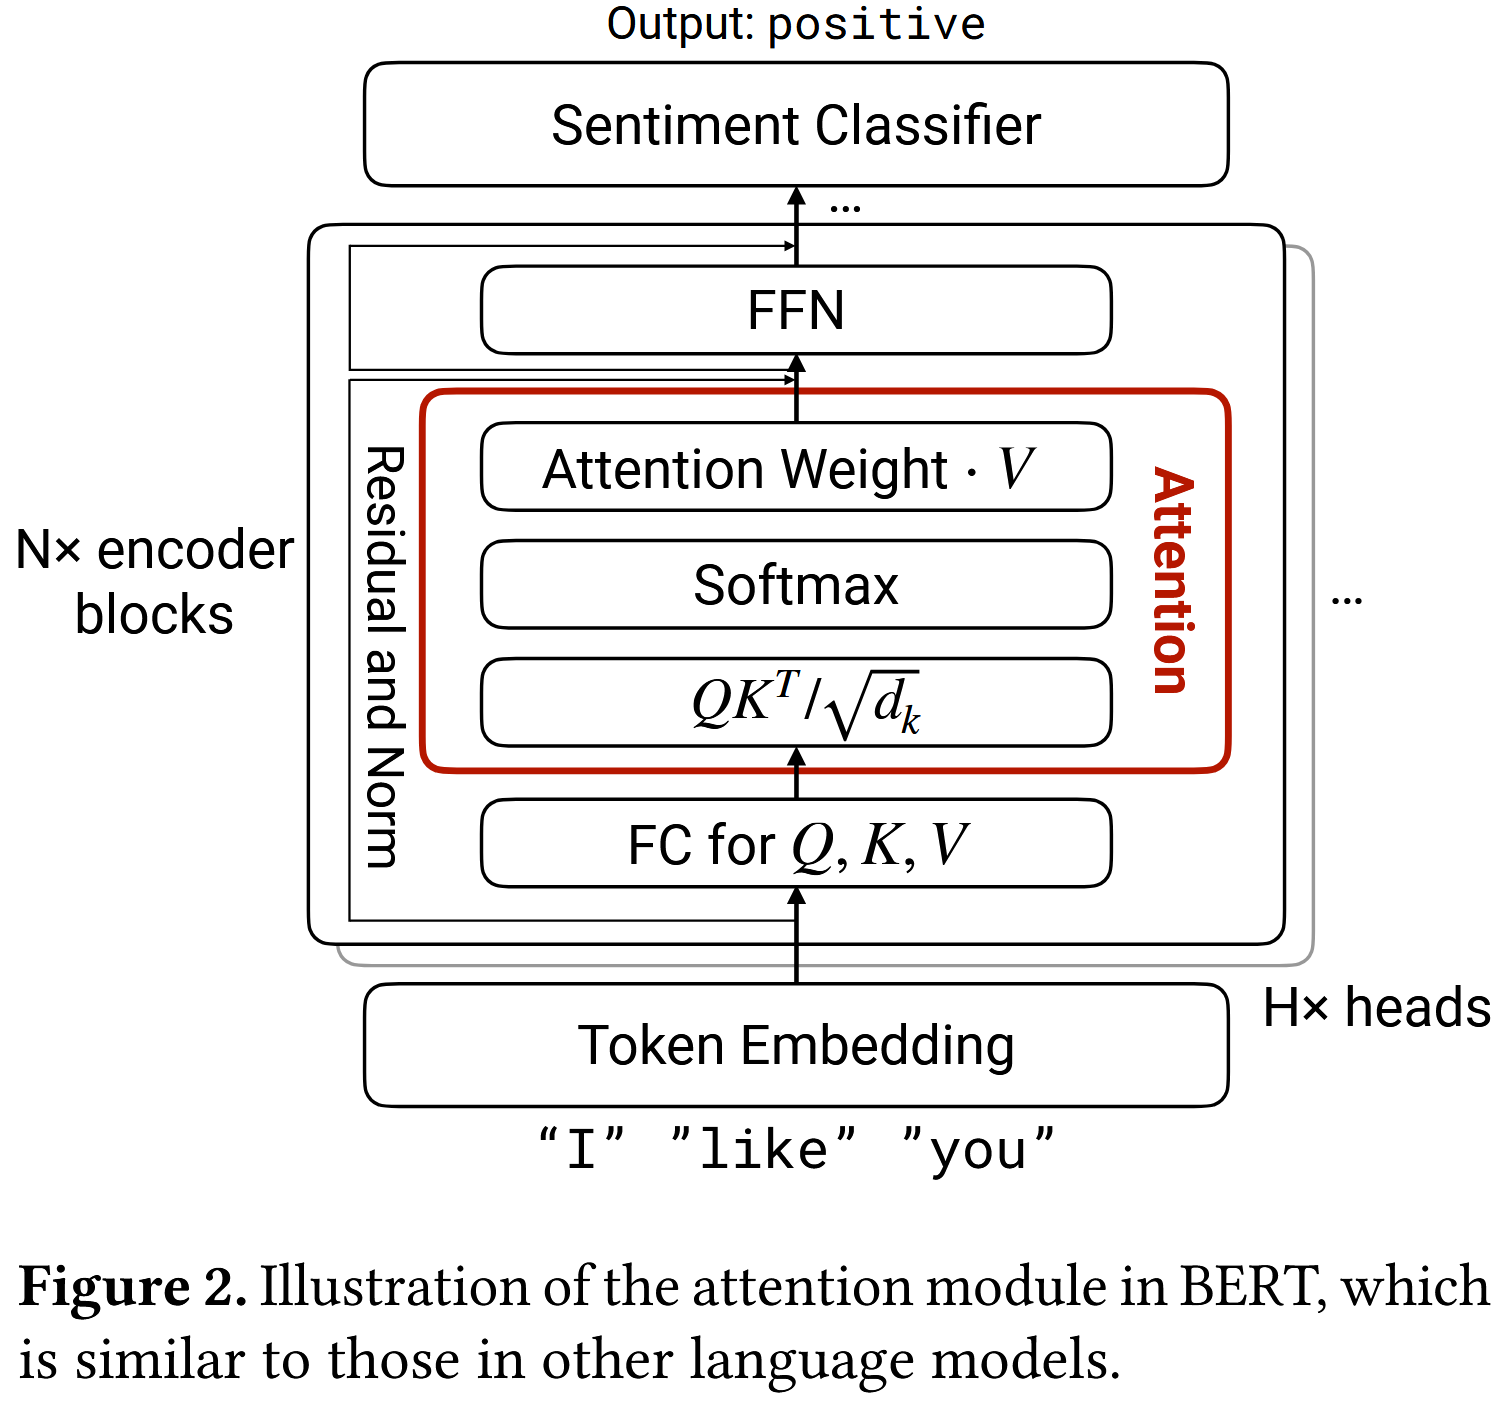 Output: positive
Sentiment Classifier
...
FFN
Attention Weight · V
Softmax
QK^T/√d_k
FC for Q, K, V
Residual and Norm
Attention
N× encoder
blocks
...
H× heads
Token Embedding
“I” ”like” ”you”
Figure 2. Illustration of the attention module in BERT, which
is similar to those in other language models.